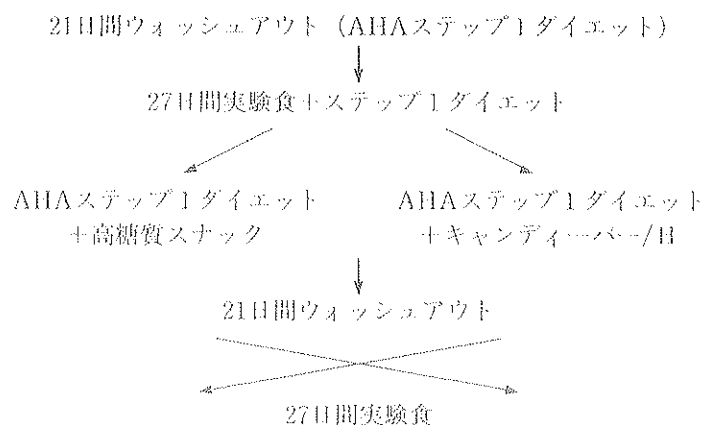 21日間ウォッシュアウト(AHAステップ1ダイエット)
27日間実験食+ステップ1ダイエット
AHAステップ1ダイエット
+高糖質スナック
AHAステップ1ダイエット
+キャンディーバー/日
21日間ウォッシュアウト
27日間実験食